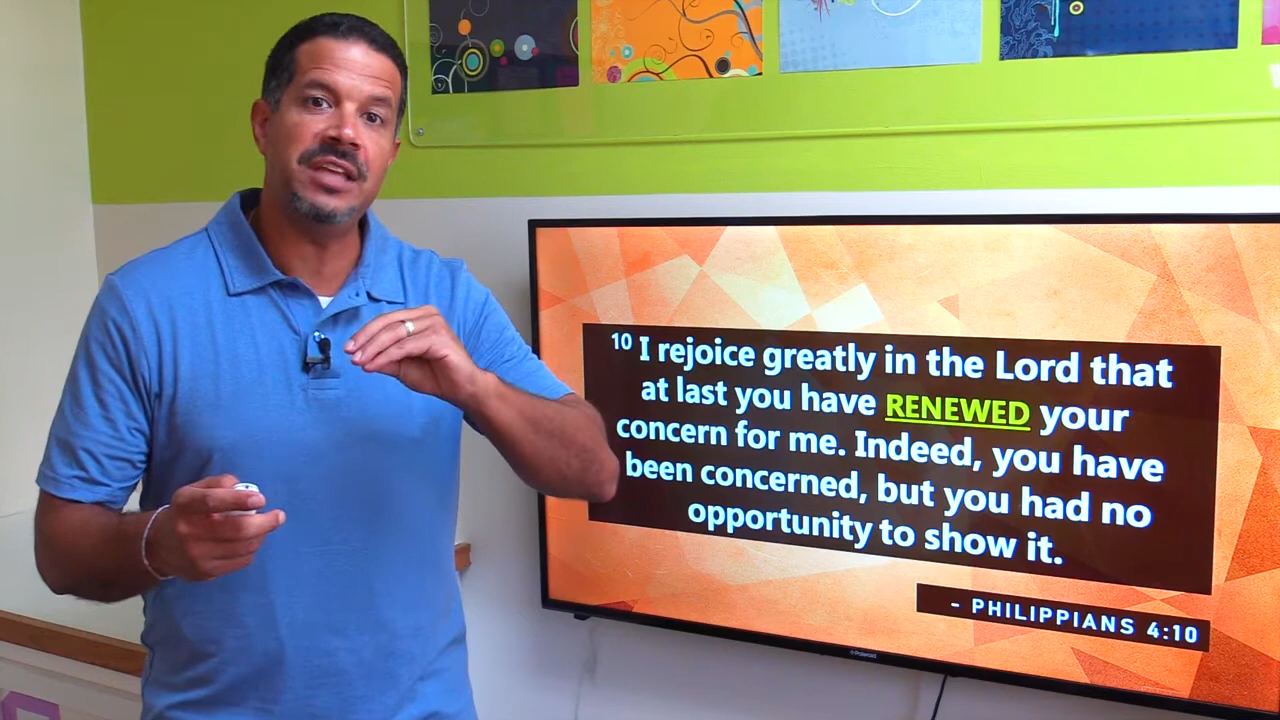 10 I rejoice greatly in the Lord that
at last you have RENEWED your
concern for me. Indeed, you have
been concerned, but you had no
opportunity to show it.
- PHILIPPIANS 4:10
Polaroid